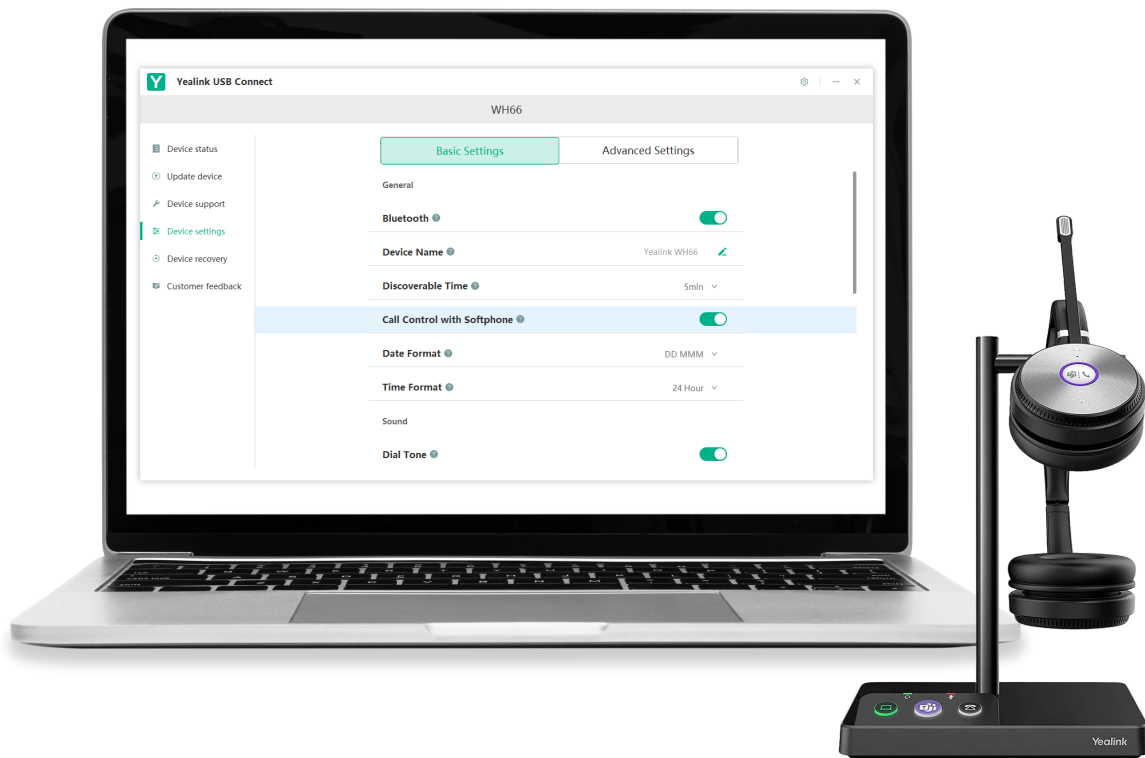 Y Yealink USB Connect
WH66
Device status
Update device
Device support
Device settings
Device recovery
Customer feedback
Basic Settings
Advanced Settings
General
Bluetooth
Device Name Yealink WH66
Discoverable Time 5min
Call Control with Softphone
Date Format DD MMM
Time Format 24 Hour
Sound
Dial Tone
Yealink